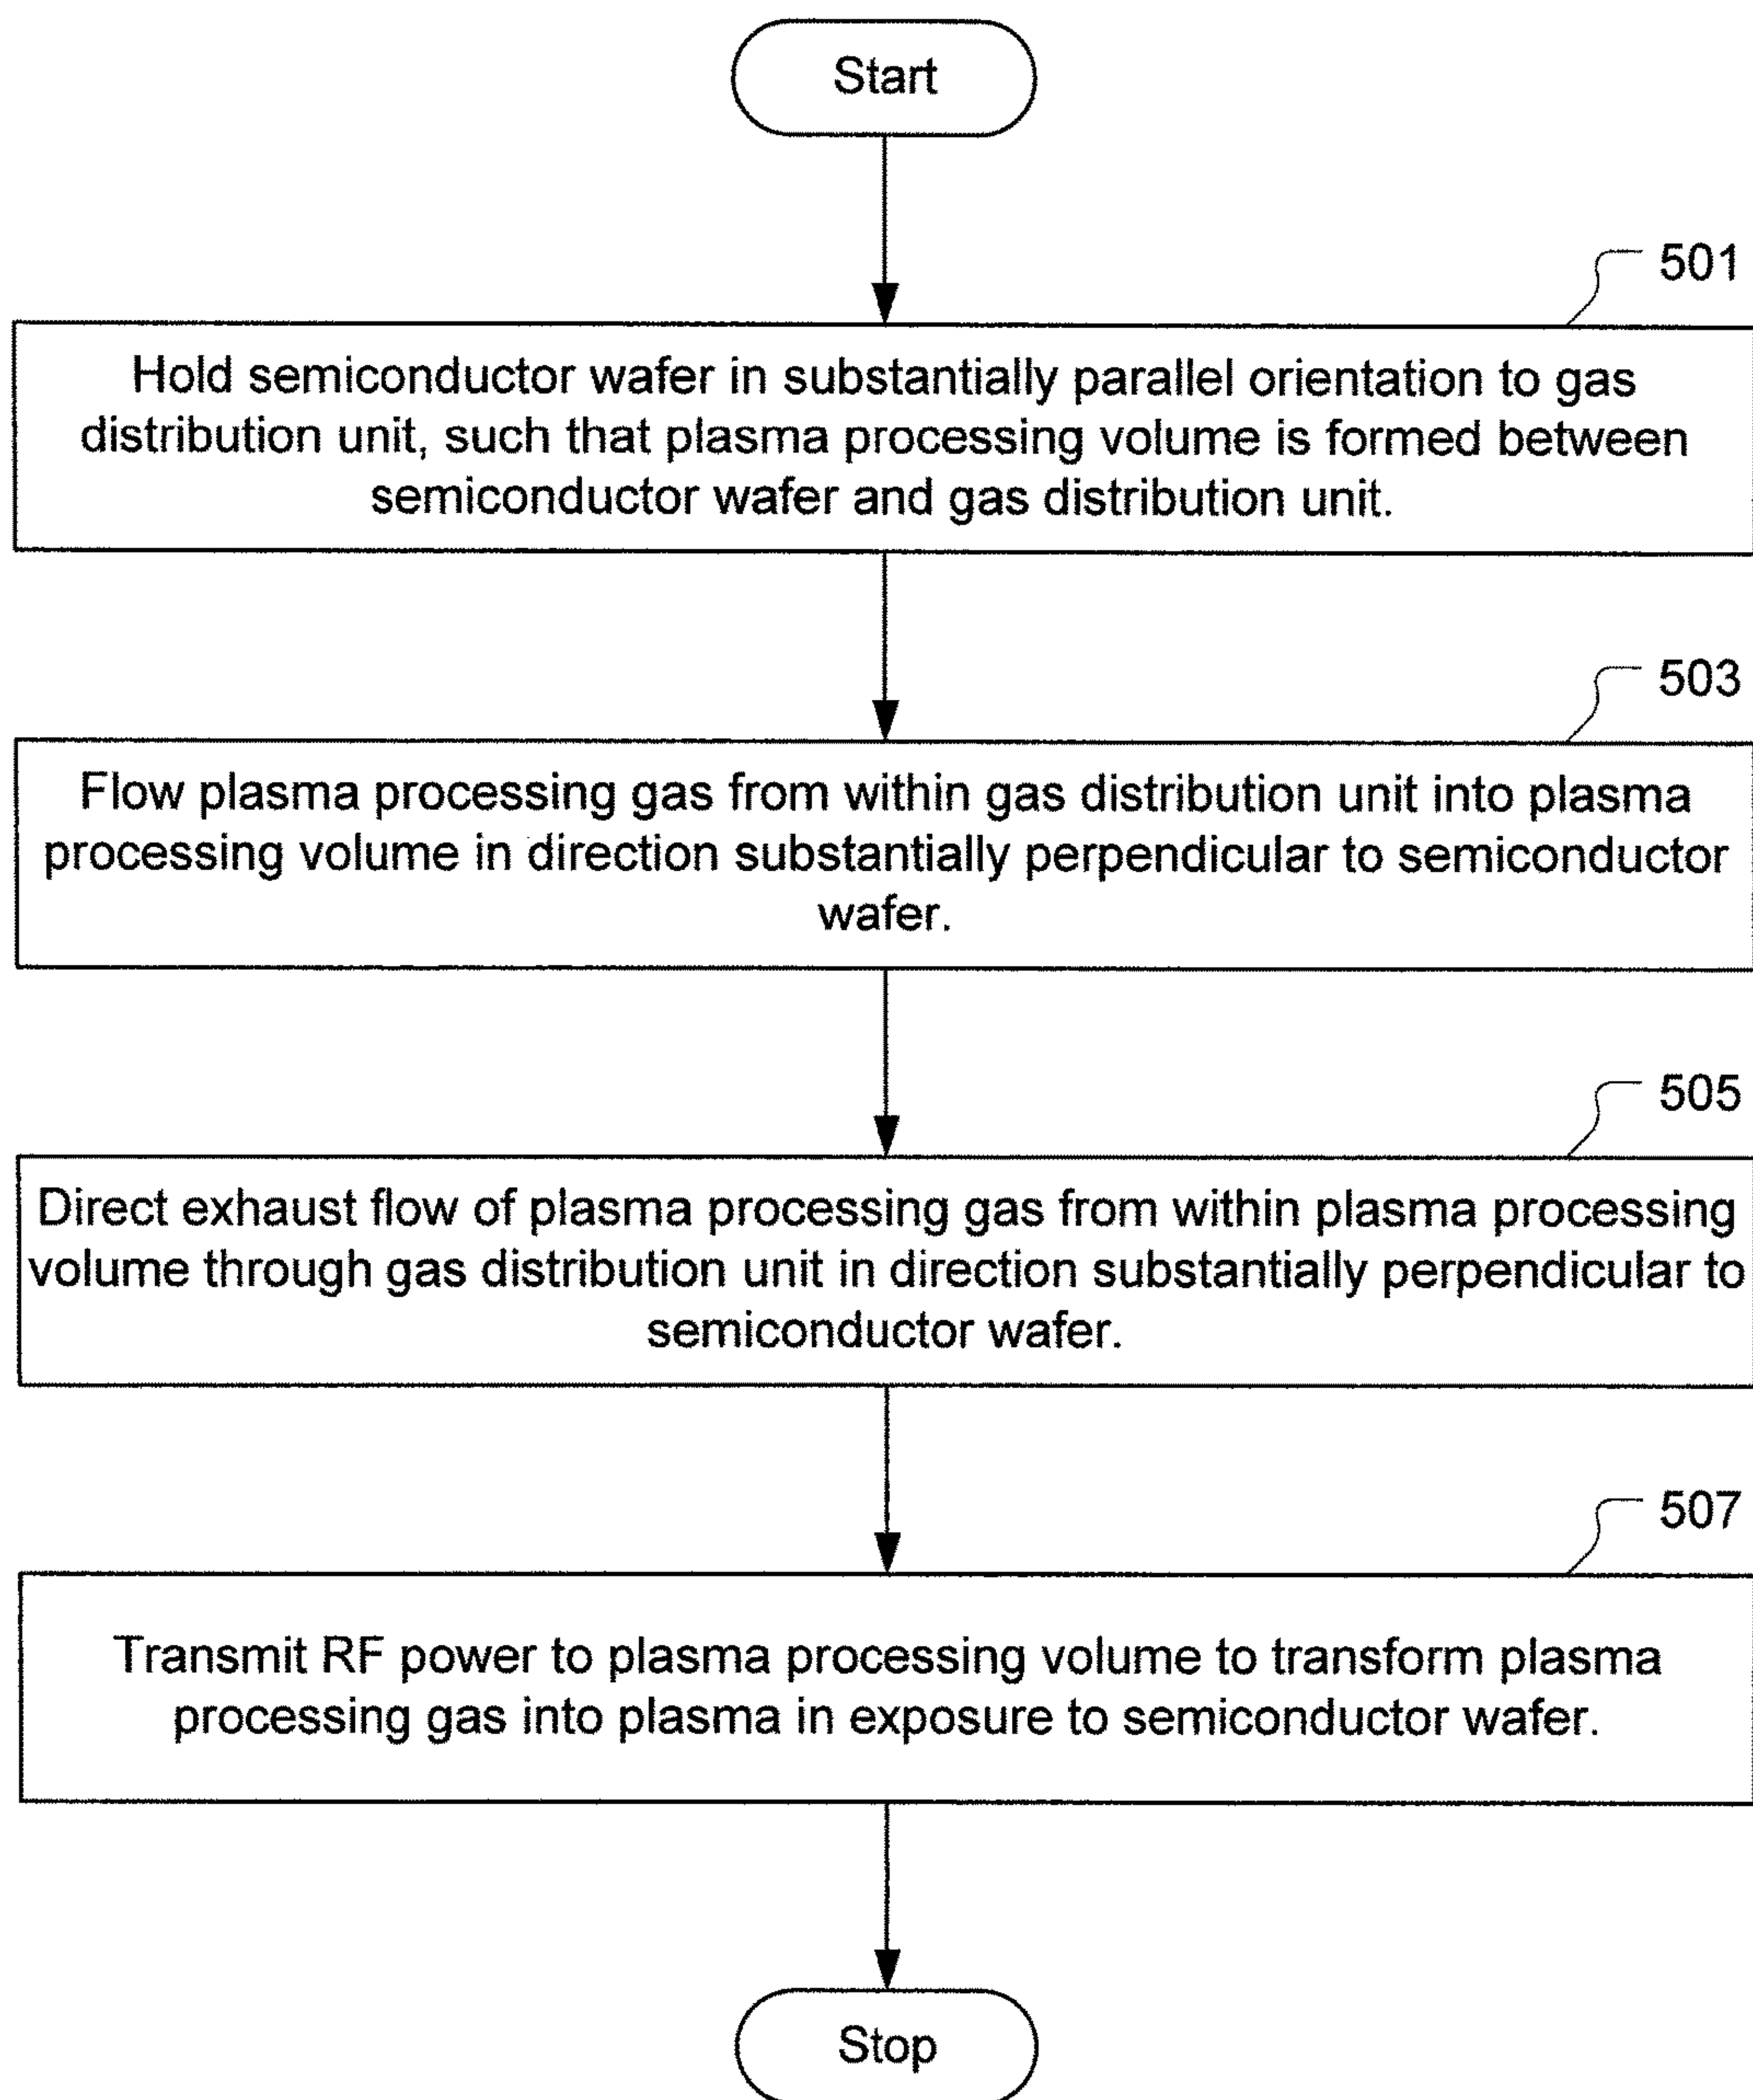 Start
501
Hold semiconductor wafer in substantially parallel orientation to gas
distribution unit, such that plasma processing volume is formed between
semiconductor wafer and gas distribution unit.
503
Flow plasma processing gas from within gas distribution unit into plasma
processing volume in direction substantially perpendicular to semiconductor
wafer.
505
Direct exhaust flow of plasma processing gas from within plasma processing
volume through gas distribution unit in direction substantially perpendicular to
semiconductor wafer.
507
Transmit RF power to plasma processing volume to transform plasma
processing gas into plasma in exposure to semiconductor wafer.
Stop